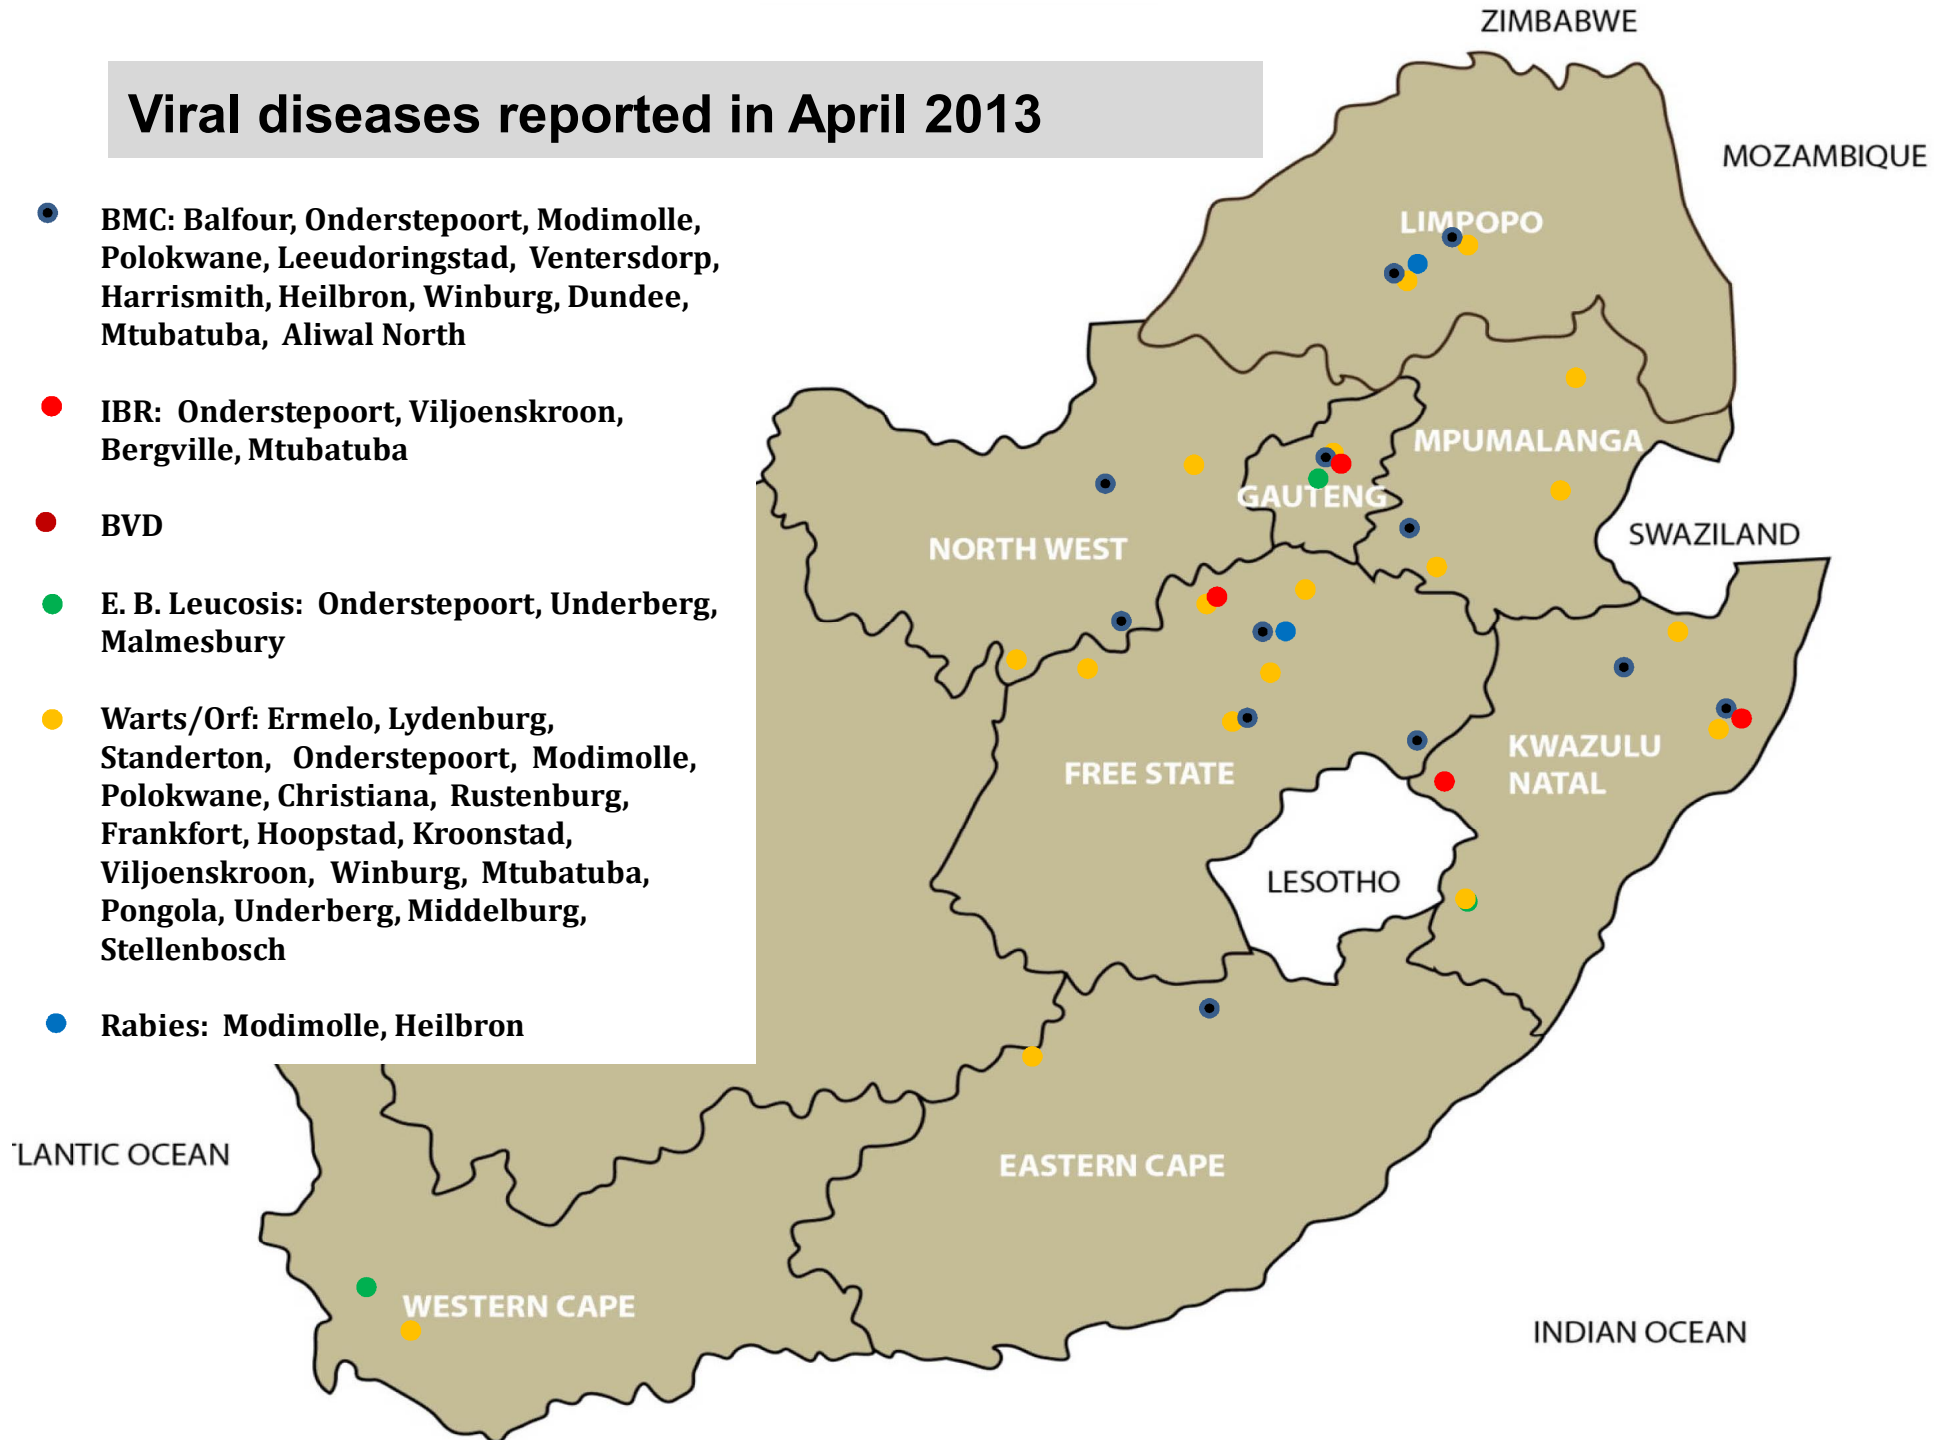 ZIMBABWE
Viral diseases reported in April 2013
MOZAMBIQUE
BMC: Balfour, Onderstepoort, Modimolle,
Polokwane, Leeudoringstad, Ventersdorp,
Harrismith, Heilbron, Winburg, Dundee,
Mtubatuba, Aliwal North
IBR: Onderstepoort, Viljoenskroon,
Bergville, Mtubatuba
BVD
E. B. Leucosis: Onderstepoort, Underberg,
Malmesbury
Warts/Orf: Ermelo, Lydenburg,
Standerton, Onderstepoort, Modimolle,
Polokwane, Christiana, Rustenburg,
Frankfort, Hoopstad, Kroonstad,
Viljoenskroon, Winburg, Mtubatuba,
Pongola, Underberg, Middelburg,
Stellenbosch
Rabies: Modimolle, Heilbron
LIMPOPO
MPUMALANGA
GAUTENG
NORTH WEST
SWAZILAND
KWAZULU
NATAL
FREE STATE
LESOTHO
TLANTIC OCEAN
EASTERN CAPE
WESTERN CAPE
INDIAN OCEAN